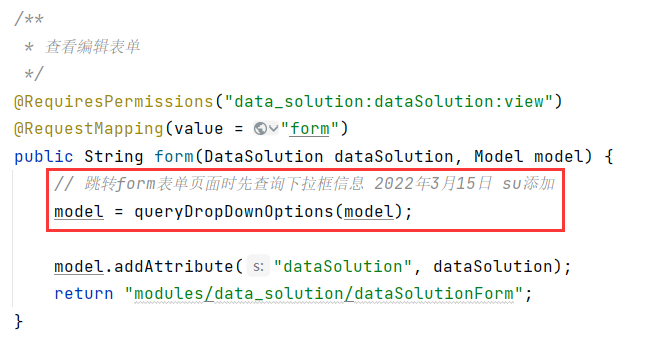 /**
* 查看编辑表单
*/
@RequiresPermissions("data_solution:dataSolution:view")
@RequestMapping(value = "form")
public String form(DataSolution dataSolution, Model model) {
// 跳转form表单页面时先查询下拉框信息 2022年3月15日 su添加
model = queryDropDownOptions(model);
model.addAttribute( s: "dataSolution", dataSolution);
return "modules/data_solution/dataSolutionForm";
}